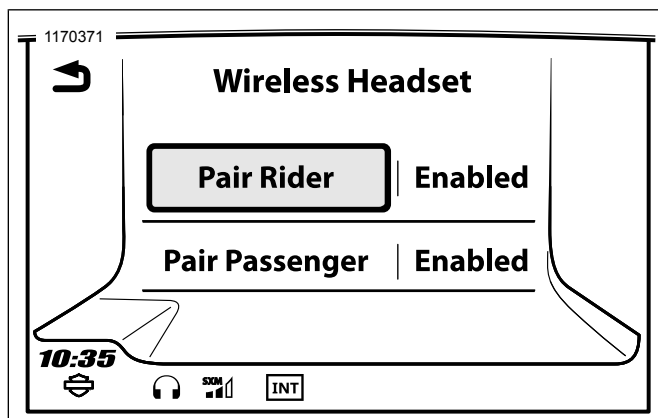 1170371
Wireless Headset
Pair Rider Enabled
Pair Passenger Enabled
10:35
SXM INT